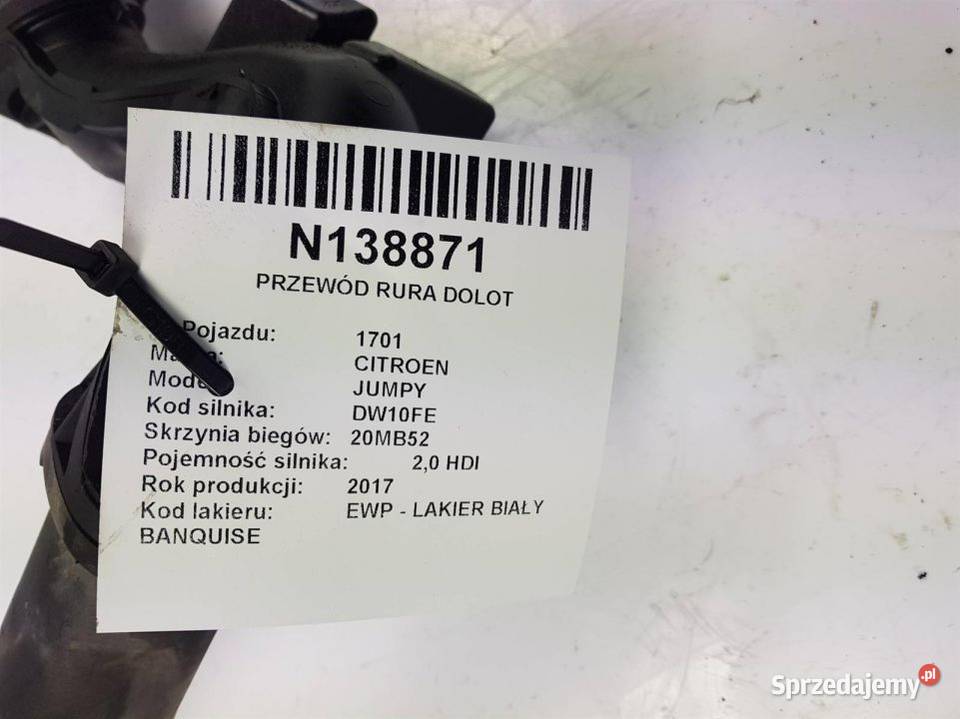 N138871
PRZEWÓD RURA DOLOT
Pojazdu: 1701
CITROEN
JUMPY
Kod silnika: DW10FE
Skrzynia biegów: 20MB52
Pojemność silnika: 2,0 HDI
Rok produkcji: 2017
Kod lakieru: EWP - LAKIER BIAŁY
BANQUISE
Sprzedajemy.pl